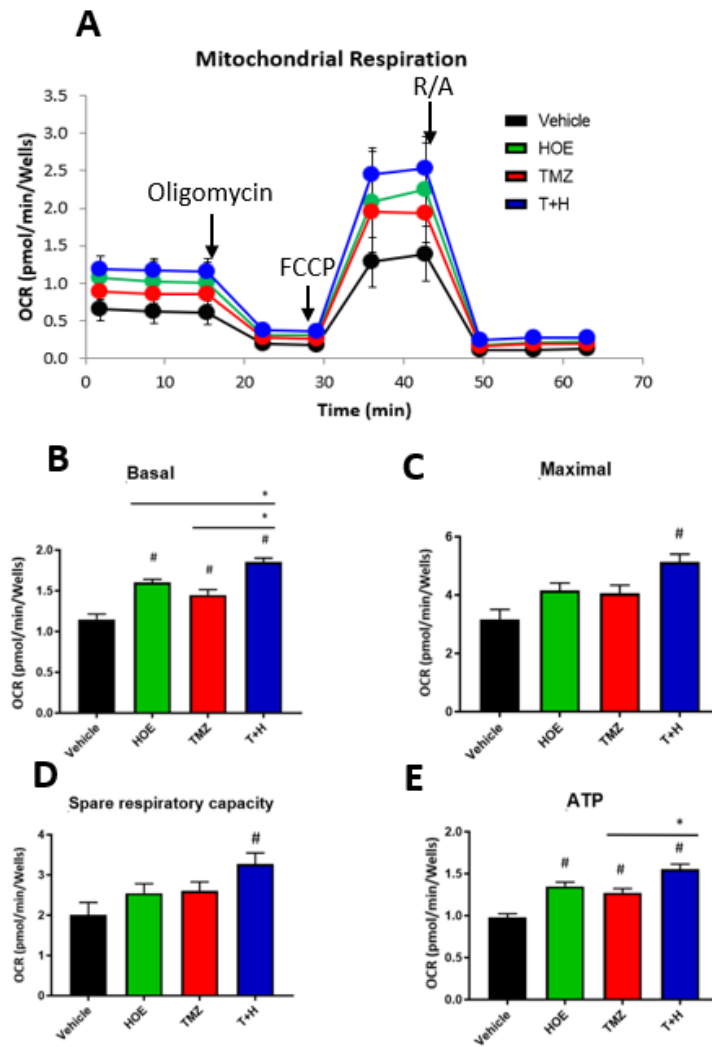 A
Mitochondrial Respiration
R/A
3.5
3.0
2.5
2.0
1.5
1.0
0.5
0.0
OCR (pmol/min/Wells)
Oligomycin
FCCP
Vehicle
HOE
TMZ
T+H
0 10 20 30 40 50 60 70
Time (min)
B
Basal
*
*
# # #
2.0
1.5
1.0
0.5
0.0
OCR (pmol/min/Wells)
Vehicle HOE TMZ T+H
C
Maximal
#
6
4
2
0
OCR (pmol/min/Wells)
Vehicle HOE TMZ T+H
D
Spare respiratory capacity
#
4
3
2
1
0
OCR (pmol/min/Wells)
Vehicle HOE TMZ T+H
E
ATP
*
# # #
1.5
1.0
0.5
0.0
2.0
OCR (pmol/min/Wells)
Vehicle HOE TMZ T+H